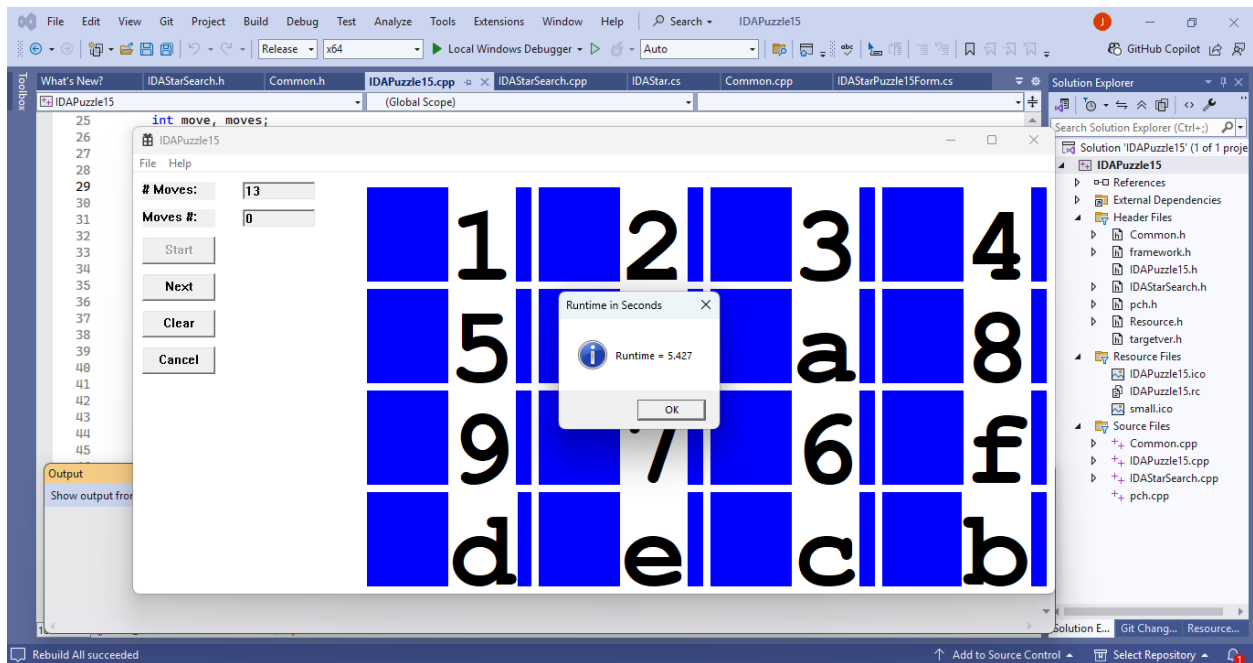 File Edit View Git Project Build Debug Test Analyze Tools Extensions Window Help Search IDAPuzzle15 J
Release x64 Local Windows Debugger Auto GitHub Copilot
Toolbox
What's New? IDAStarSearch.h Common.h IDAPuzzle15.cpp IDAStarSearch.cpp IDAStar.cs Common.cpp IDAStarPuzzle15Form.cs
IDAPuzzle15 (Global Scope)
25 int move, moves;
26
27
28
29
30
31
32
33
34
35
36
37
38
39
40
41
42
43
44
45
IDAPuzzle15
File Help
# Moves: 13
Moves #: 0
Start
Next
Clear
Cancel
1 2 3 4
5 a 8
9 7 6 f
d e c b
Runtime in Seconds
Runtime = 5.427
OK
Output
Show output fro
Solution Explorer
Search Solution Explorer (Ctrl+;)
Solution 'IDAPuzzle15' (1 of 1 proje
IDAPuzzle15
References
External Dependencies
Header Files
Common.h
framework.h
IDAPuzzle15.h
IDAStarSearch.h
pch.h
Resource.h
targetver.h
Resource Files
IDAPuzzle15.ico
IDAPuzzle15.rc
small.ico
Source Files
Common.cpp
IDAPuzzle15.cpp
IDAStarSearch.cpp
pch.cpp
Solution E... Git Chang... Resource...
Rebuild All succeeded Add to Source Control Select Repository